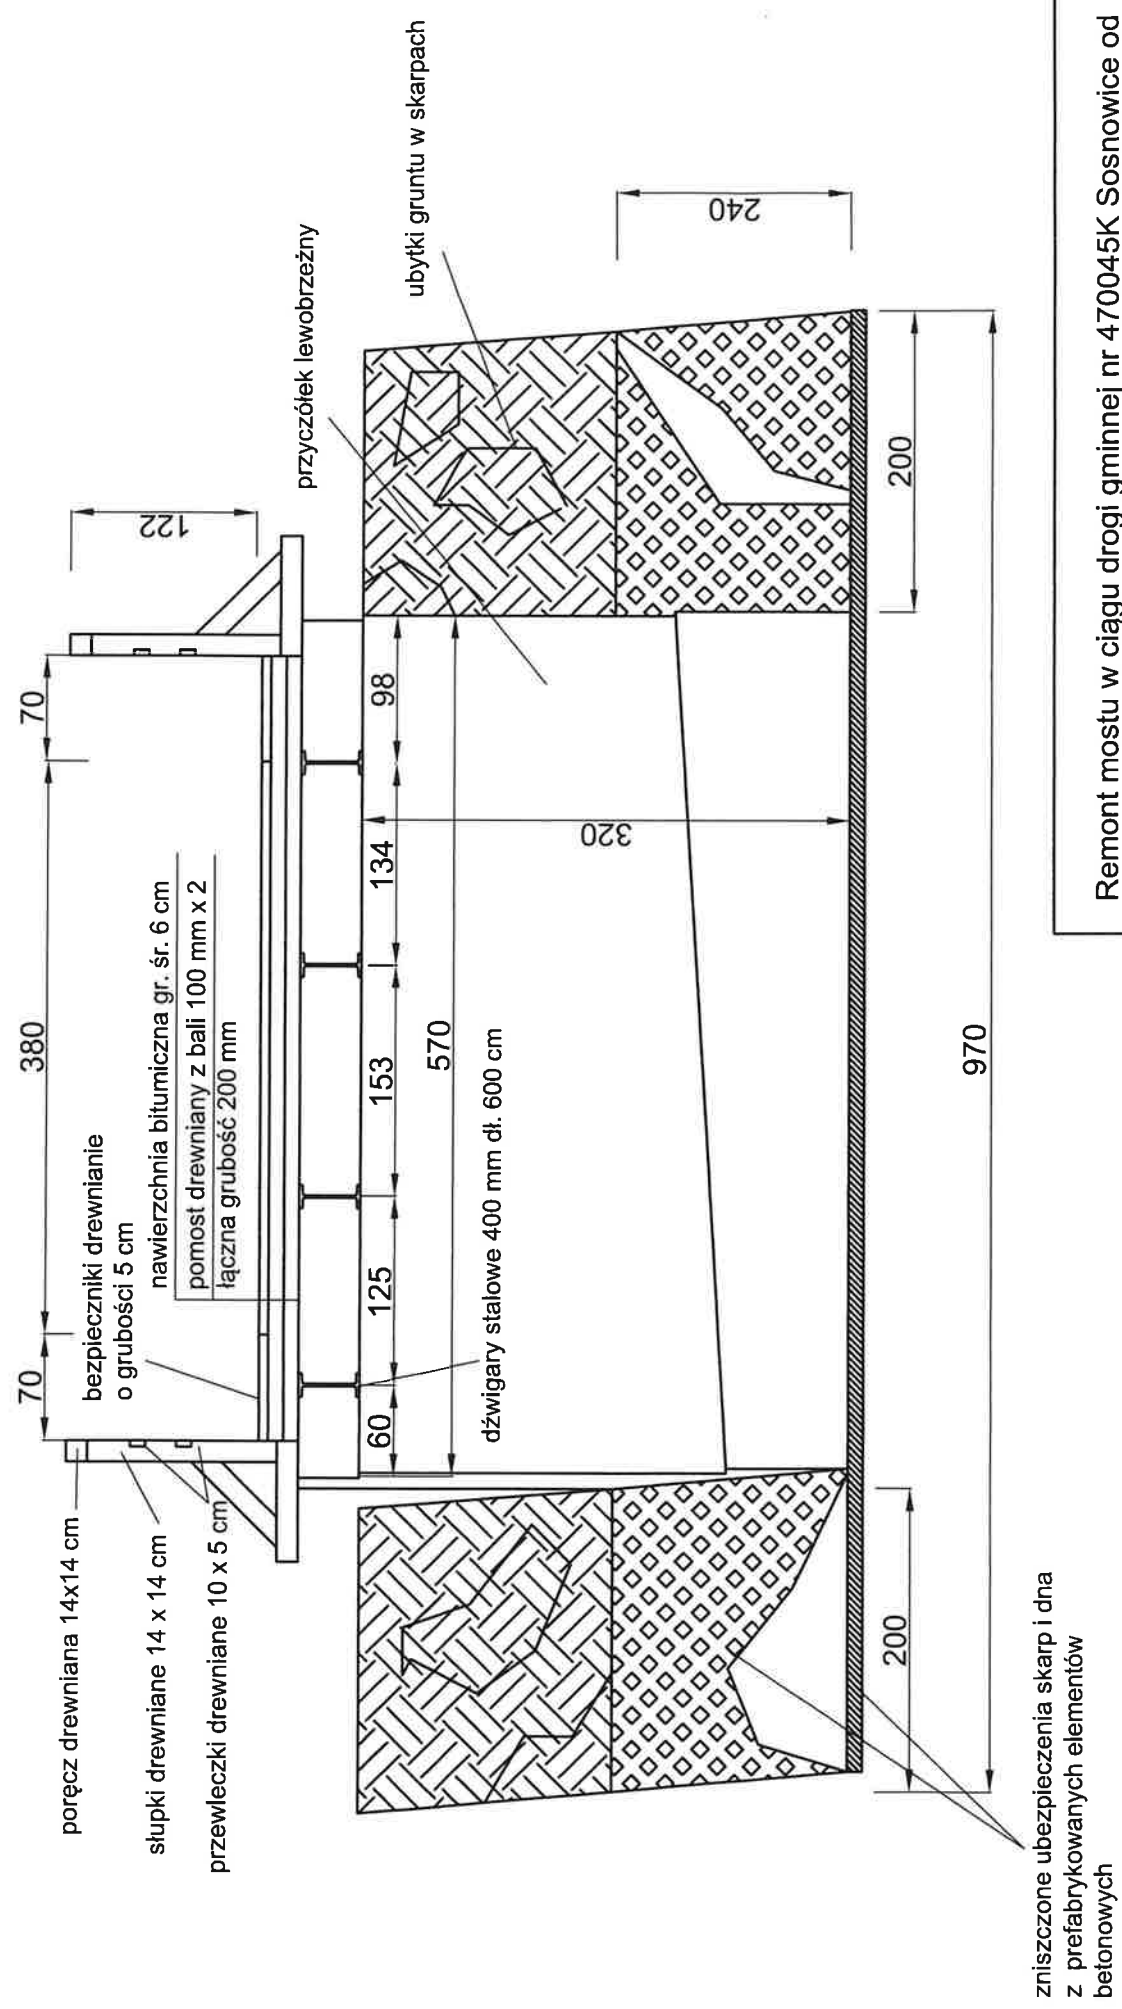 poręcz drewniana 14x14 cm
słupki drewniane 14 x 14 cm
przewleczki drewniane 10 x 5 cm
70
380
70
bezpieczniki drewnianie
o grubości 5 cm
nawierzchnia bitumiczna gr. śr. 6 cm
pomost drewniany z bali 100 mm x 2
łączna grubość 200 mm
122
przyczółek lewobrzeżny
ubytki gruntu w skarpach
60
125
153
134
98
570
dźwigary stalowe 400 mm dł. 600 cm
320
240
200
200
970
zniszczone ubezpieczenia skarp i dna
z prefabrykowanych elementów
betonowych
Remont mostu w ciągu drogi gminnej nr 470045K Sosnowice od